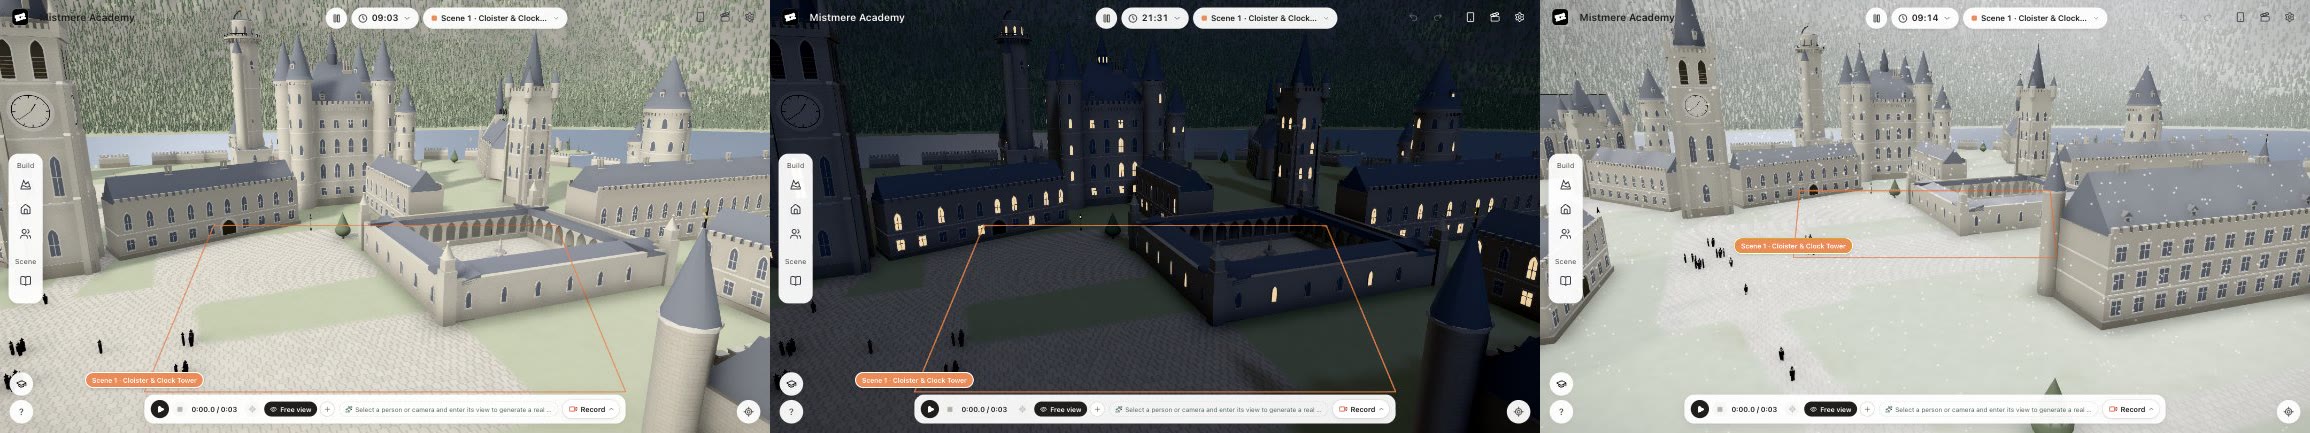 Mistmere Academy
09:03
Scene 1 · Cloister & Clock...
Build
Scene
Scene 1 · Cloister & Clock Tower
?
0:00.0 / 0:03
Free view
+
Select a person or camera and enter its view to generate a real ...
Record
Mistmere Academy
21:31
Scene 1 · Cloister & Clock...
Build
Scene
Scene 1 · Cloister & Clock Tower
?
0:00.0 / 0:03
Free view
+
Select a person or camera and enter its view to generate a real ...
Record
Mistmere Academy
09:14
Scene 1 · Cloister & Clock...
Build
Scene
Scene 1 · Cloister & Clock Tower
?
0:00.0 / 0:03
Free view
+
Select a person or camera and enter its view to generate a real ...
Record